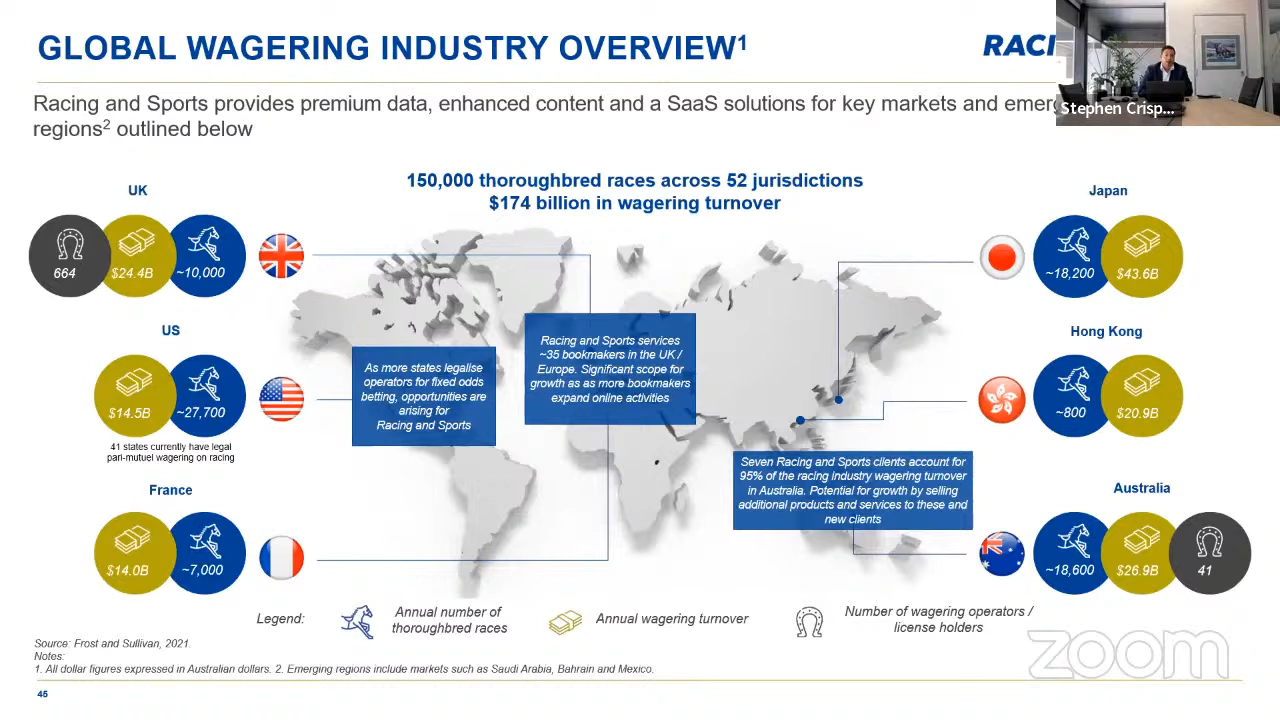 GLOBAL WAGERING INDUSTRY OVERVIEW¹
RACI
Stephen Crisp...
Racing and Sports provides premium data, enhanced content and a SaaS solutions for key markets and emerg
regions² outlined below
150,000 thoroughbred races across 52 jurisdictions
$174 billion in wagering turnover
UK
664
$24.4B
~10,000
US
$14.5B
~27,700
41 states currently have legal
pari-mutuel wagering on racing
France
$14.0B
~7,000
As more states legalise
operators for fixed odds
betting, opportunities are
arising for
Racing and Sports
Racing and Sports services
~35 bookmakers in the UK /
Europe. Significant scope for
growth as as more bookmakers
expand online activities
Seven Racing and Sports clients account for
95% of the racing industry wagering turnover
in Australia. Potential for growth by selling
additional products and services to these and
new clients
Japan
~18,200
$43.6B
Hong Kong
~800
$20.9B
Australia
~18,600
$26.9B
41
Legend:
Annual number of
thoroughbred races
Annual wagering turnover
Number of wagering operators /
license holders
Source: Frost and Sullivan, 2021.
Notes:
1. All dollar figures expressed in Australian dollars. 2. Emerging regions include markets such as Saudi Arabia, Bahrain and Mexico.
45
zoom